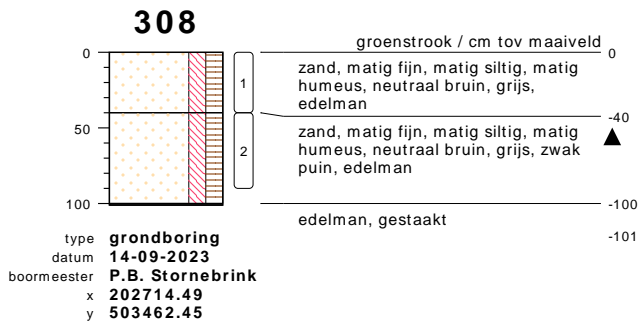 308
groenstrook / cm tov maaiveld
0
0
zand, matig fijn, matig siltig, matig
humeus, neutraal bruin, grijs,
edelman
1
-40
50
zand, matig fijn, matig siltig, matig
humeus, neutraal bruin, grijs, zwak
puin, edelman
2
100
-100
edelman, gestaakt
-101
type grondboring
datum 14-09-2023
boormeester P.B. Stornebrink
x 202714.49
y 503462.45